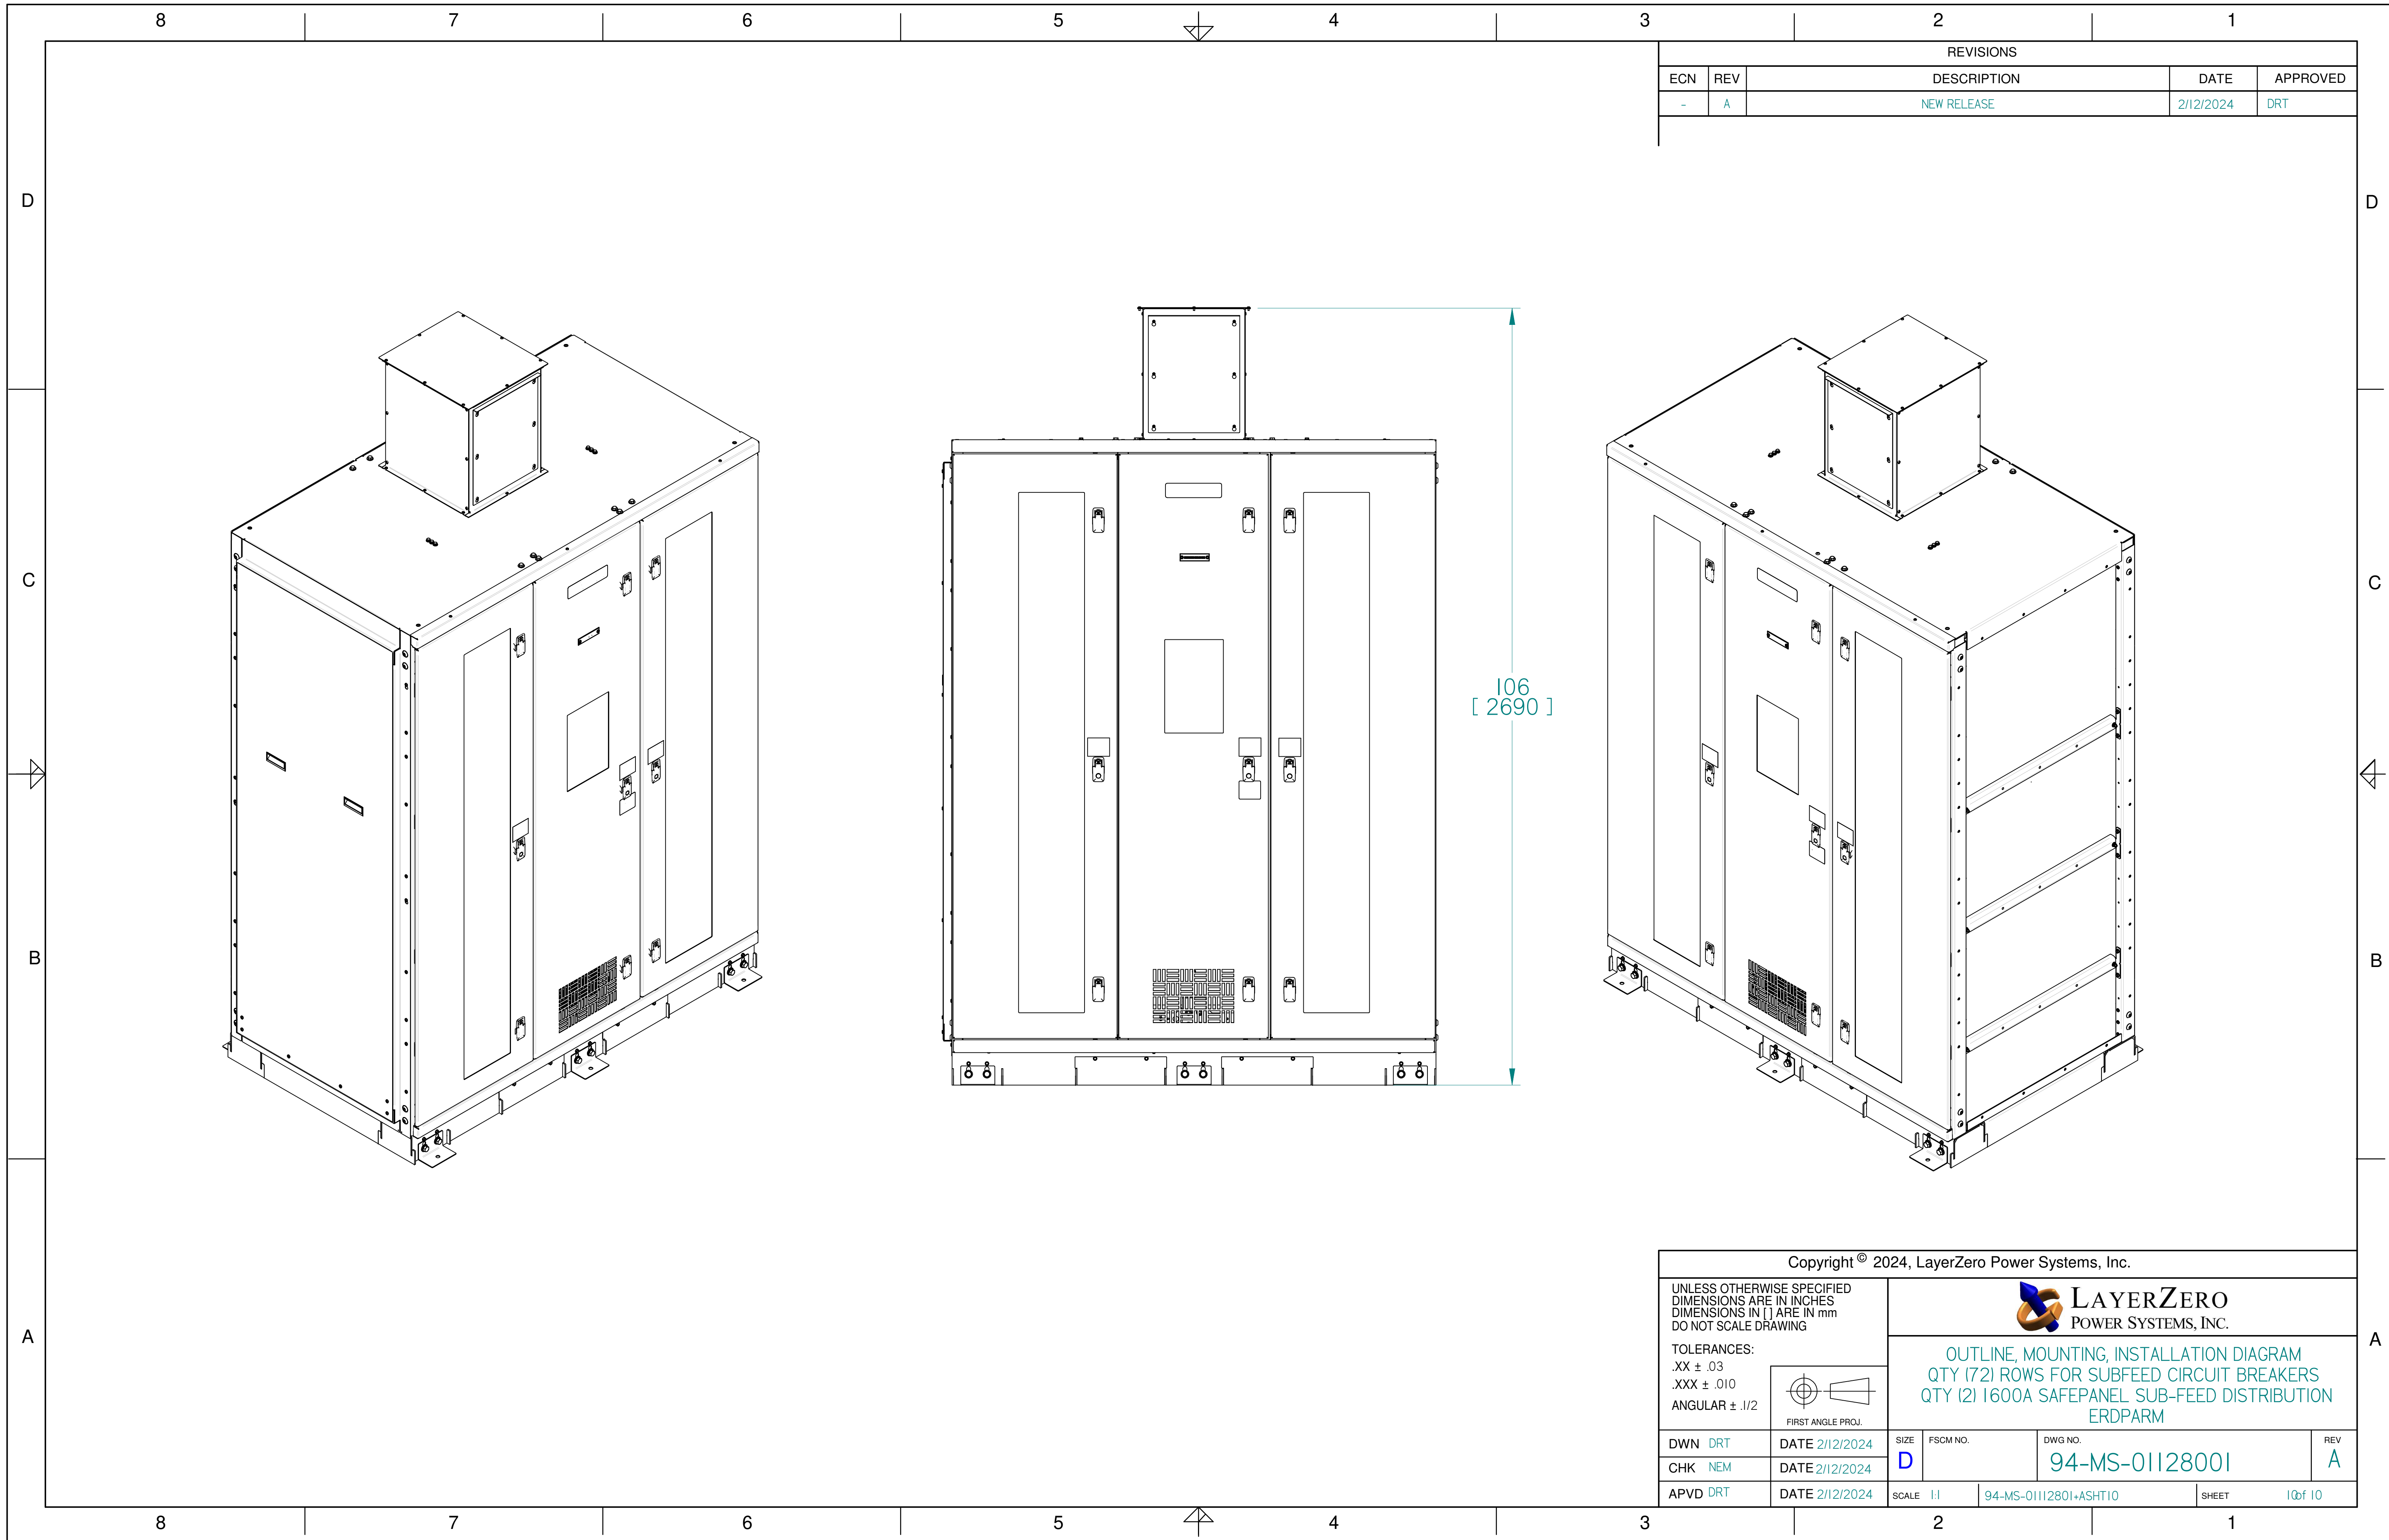 8 7 6 5 4 3 2 1
REVISIONS
ECN REV DESCRIPTION DATE APPROVED
- A NEW RELEASE 2/12/2024 DRT
D D
C C
B B
A A
106
[ 2690 ]
Copyright © 2024, LayerZero Power Systems, Inc.
UNLESS OTHERWISE SPECIFIED
DIMENSIONS ARE IN INCHES
DIMENSIONS IN [ ] ARE IN mm
DO NOT SCALE DRAWING
TOLERANCES:
.XX ± .03
.XXX ± .010
ANGULAR ± .1/2
FIRST ANGLE PROJ.
LAYERZERO
POWER SYSTEMS, INC.
OUTLINE, MOUNTING, INSTALLATION DIAGRAM
QTY (72) ROWS FOR SUBFEED CIRCUIT BREAKERS
QTY (2) 1600A SAFEPANEL SUB-FEED DISTRIBUTION
ERDPARM
DWN DRT DATE 2/12/2024
CHK NEM DATE 2/12/2024
APVD DRT DATE 2/12/2024
SIZE D
FSCM NO.
DWG NO. 94-MS-01128001
REV A
SCALE 1:1 94-MS-01112801+ASHT10 SHEET 10 of 10
8 7 6 5 4 3 2 1